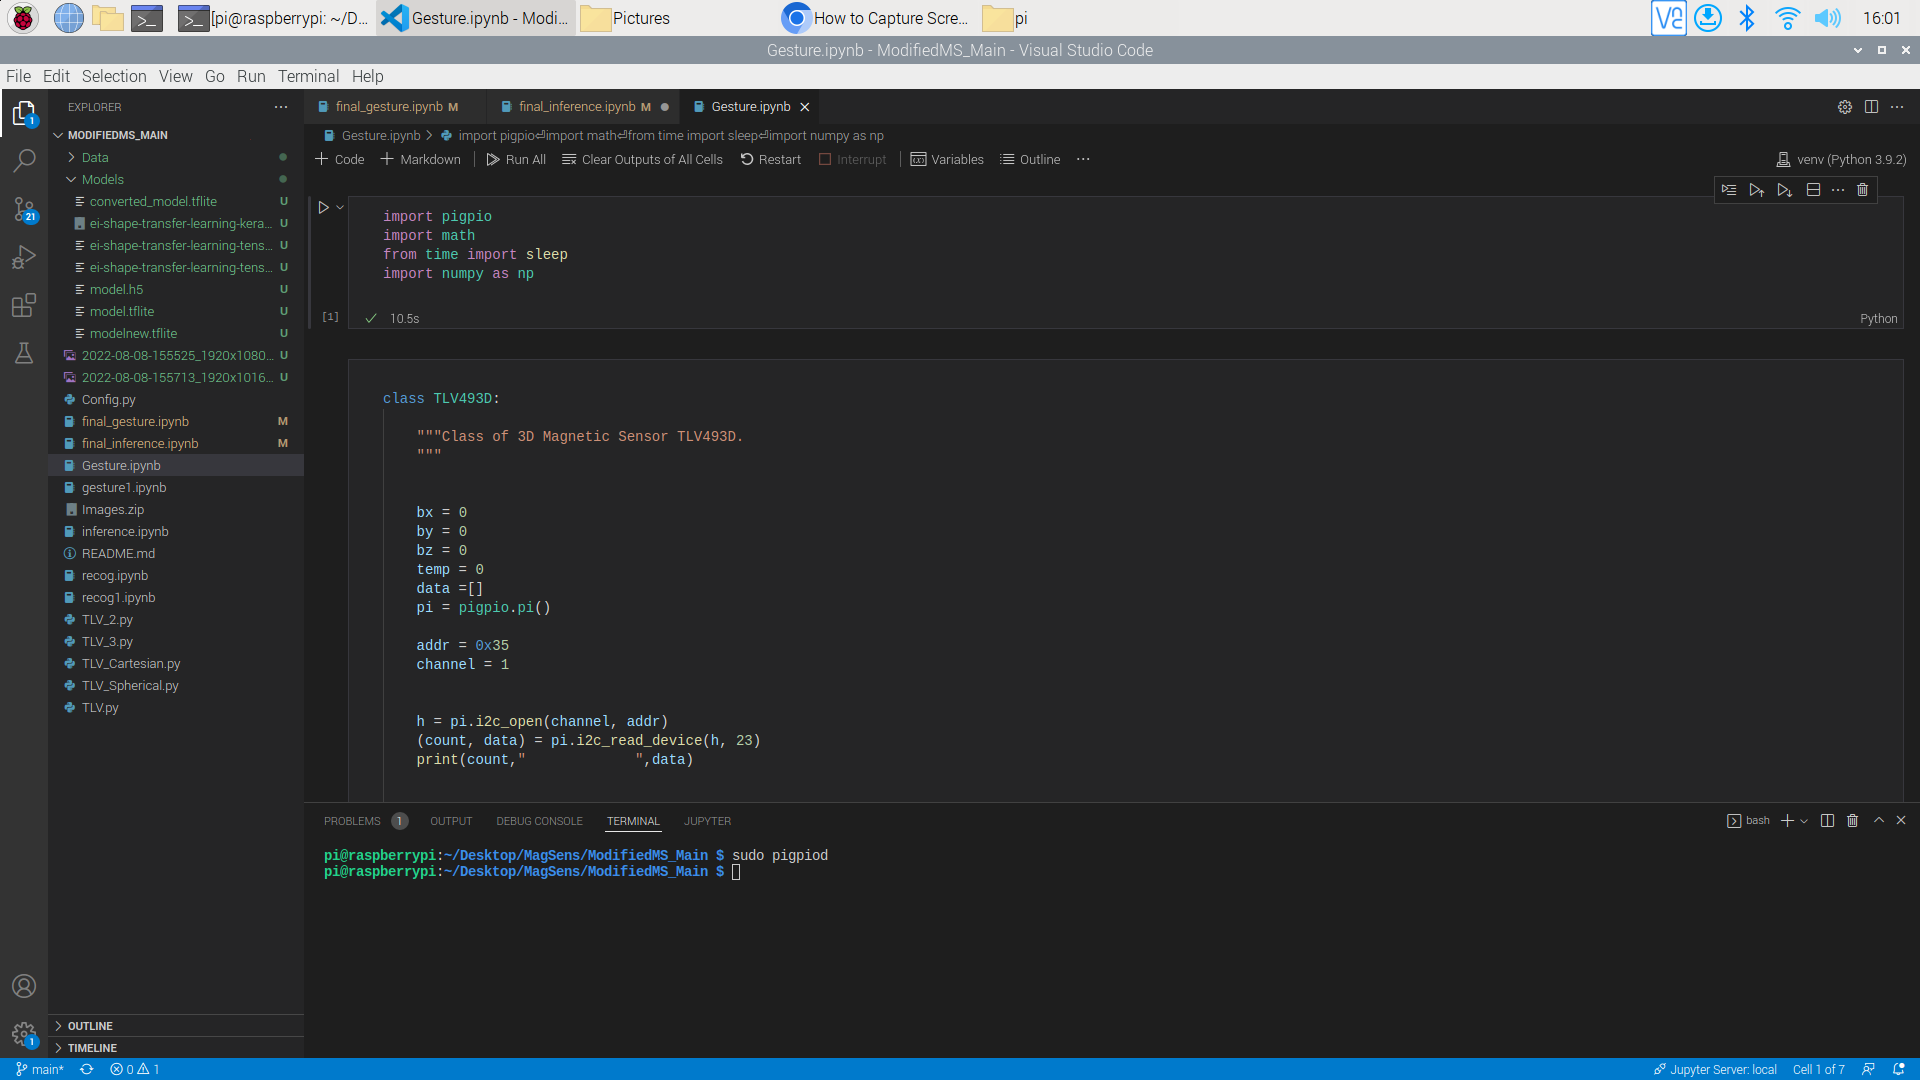 [pi@raspberrypi: ~/D...
Gesture.ipynb - Modi...
Pictures
How to Capture Scre...
pi
16:01
Gesture.ipynb - ModifiedMS_Main - Visual Studio Code
File Edit Selection View Go Run Terminal Help
EXPLORER
MODIFIEDMS_MAIN
Data
Models
converted_model.tflite U
ei-shape-transfer-learning-kera... U
ei-shape-transfer-learning-tens... U
ei-shape-transfer-learning-tens... U
model.h5 U
model.tflite U
modelnew.tflite U
2022-08-08-155525_1920x1080... U
2022-08-08-155713_1920x1016... U
Config.py
final_gesture.ipynb M
final_inference.ipynb M
Gesture.ipynb
gesture1.ipynb
Images.zip
inference.ipynb
README.md
recog.ipynb
recog1.ipynb
TLV_2.py
TLV_3.py
TLV_Cartesian.py
TLV_Spherical.py
TLV.py
OUTLINE
TIMELINE
1
21
1
final_gesture.ipynb M
final_inference.ipynb M
Gesture.ipynb
Gesture.ipynb > import pigpio⏎import math⏎from time import sleep⏎import numpy as np
+ Code + Markdown Run All Clear Outputs of All Cells Restart Interrupt Variables Outline ...
venv (Python 3.9.2)
import pigpio
import math
from time import sleep
import numpy as np
[1] ✓ 10.5s
Python
class TLV493D:
"""Class of 3D Magnetic Sensor TLV493D.
"""
bx = 0
by = 0
bz = 0
temp = 0
data =[]
pi = pigpio.pi()
addr = 0x35
channel = 1
h = pi.i2c_open(channel, addr)
(count, data) = pi.i2c_read_device(h, 23)
print(count,"             ",data)
PROBLEMS 1 OUTPUT DEBUG CONSOLE TERMINAL JUPYTER
bash
pi@raspberrypi:~/Desktop/MagSens/ModifiedMS_Main $ sudo pigpiod
pi@raspberrypi:~/Desktop/MagSens/ModifiedMS_Main $
main* 0 1
Jupyter Server: local Cell 1 of 7